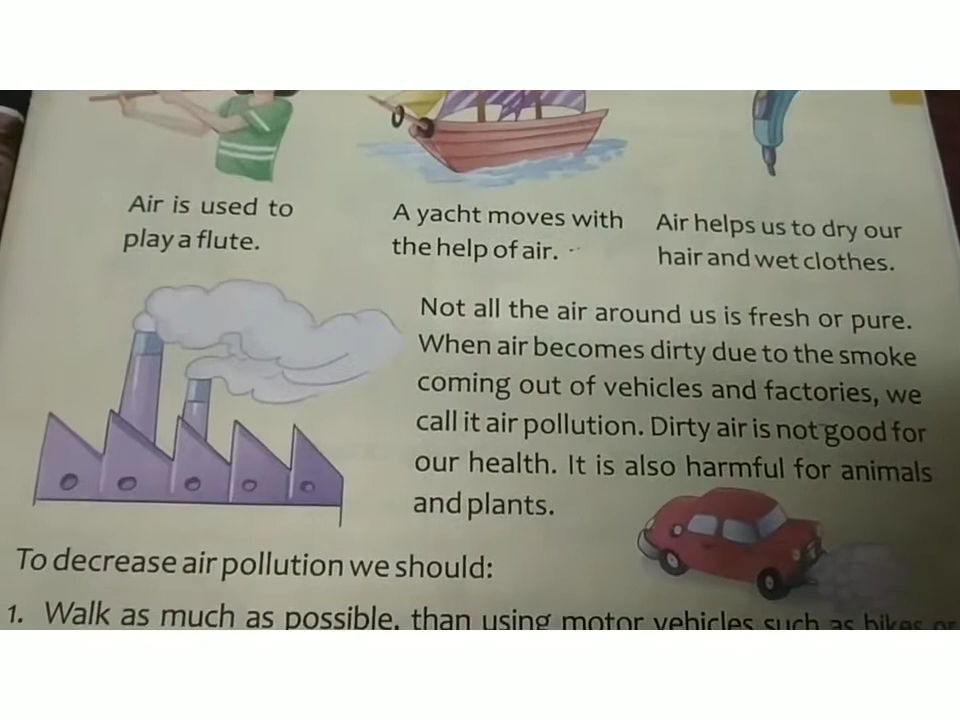 Air is used to
play a flute.
A yacht moves with
the help of air.
Air helps us to dry our
hair and wet clothes.
Not all the air around us is fresh or pure.
When air becomes dirty due to the smoke
coming out of vehicles and factories, we
call it air pollution. Dirty air is not good for
our health. It is also harmful for animals
and plants.
To decrease air pollution we should:
1. Walk as much as possible, than using motor vehicles such as bikes or